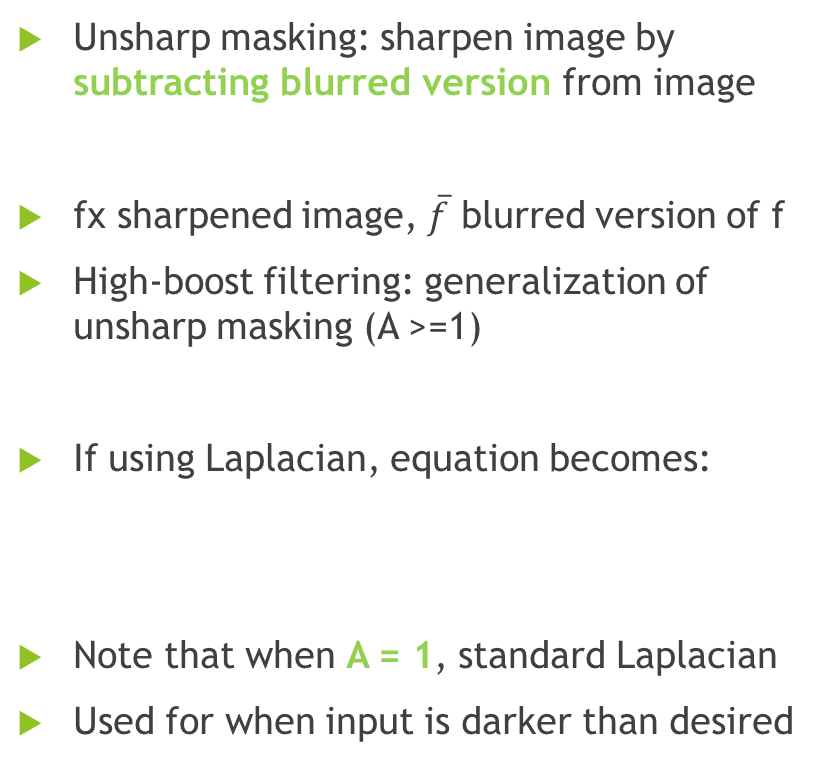 Unsharp masking: sharpen image by
subtracting blurred version from image
fx sharpened image, f̄ blurred version of f
High-boost filtering: generalization of
unsharp masking (A >=1)
If using Laplacian, equation becomes:
Note that when A = 1, standard Laplacian
Used for when input is darker than desired